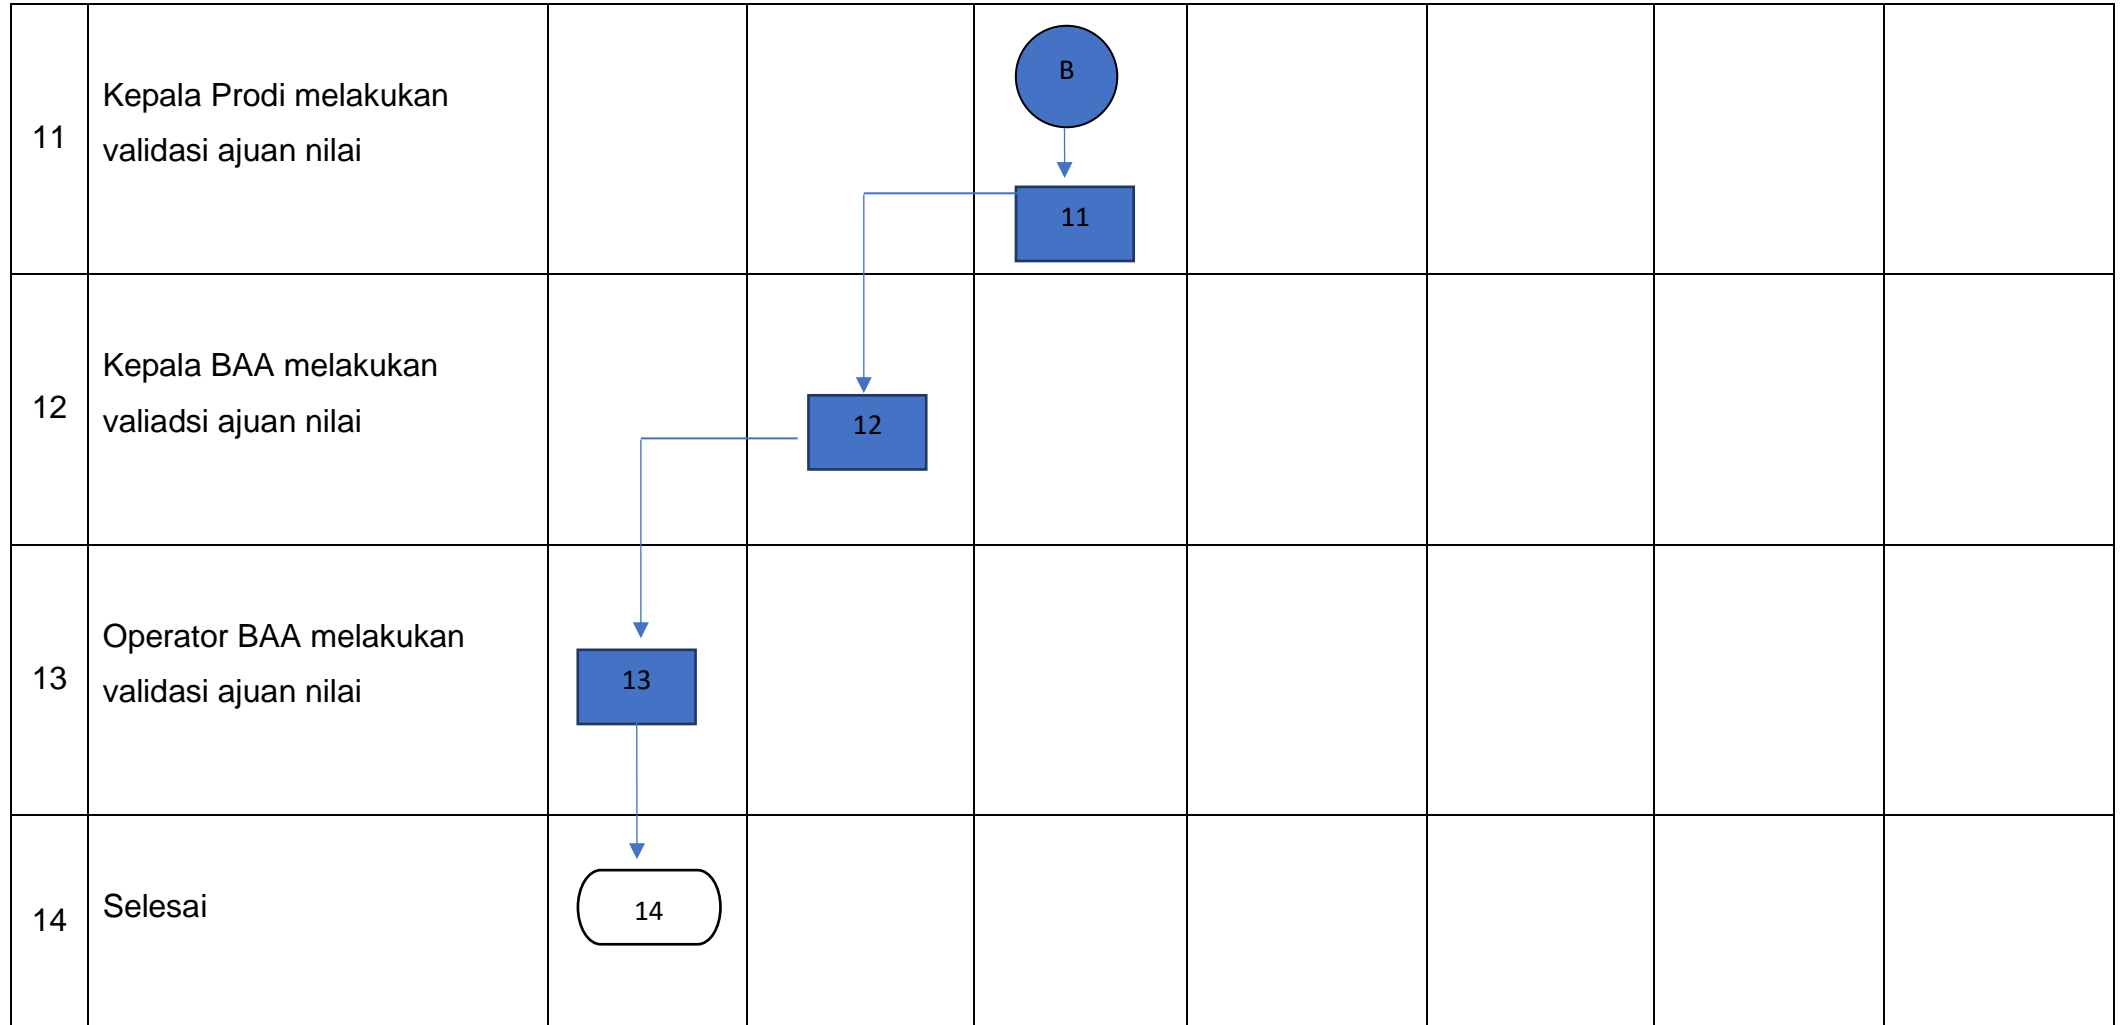 B
11
Kepala Prodi melakukan
validasi ajuan nilai
11
12
Kepala BAA melakukan
valiadsi ajuan nilai
12
13
Operator BAA melakukan
validasi ajuan nilai
13
14
Selesai
14